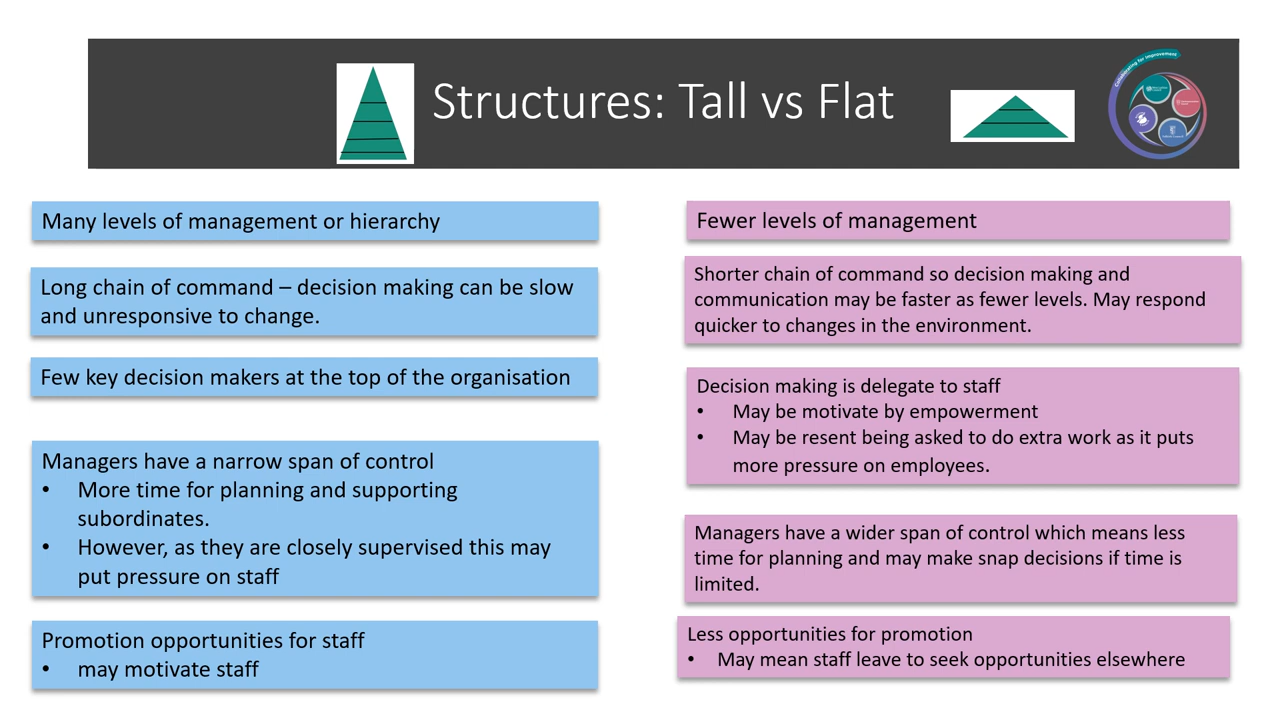 Structures: Tall vs Flat
Collaborating for Improvement
Many levels of management or hierarchy
Long chain of command – decision making can be slow
and unresponsive to change.
Few key decision makers at the top of the organisation
Managers have a narrow span of control
• More time for planning and supporting
subordinates.
• However, as they are closely supervised this may
put pressure on staff
Promotion opportunities for staff
• may motivate staff
Fewer levels of management
Shorter chain of command so decision making and
communication may be faster as fewer levels. May respond
quicker to changes in the environment.
Decision making is delegate to staff
• May be motivate by empowerment
• May be resent being asked to do extra work as it puts
more pressure on employees.
Managers have a wider span of control which means less
time for planning and may make snap decisions if time is
limited.
Less opportunities for promotion
• May mean staff leave to seek opportunities elsewhere